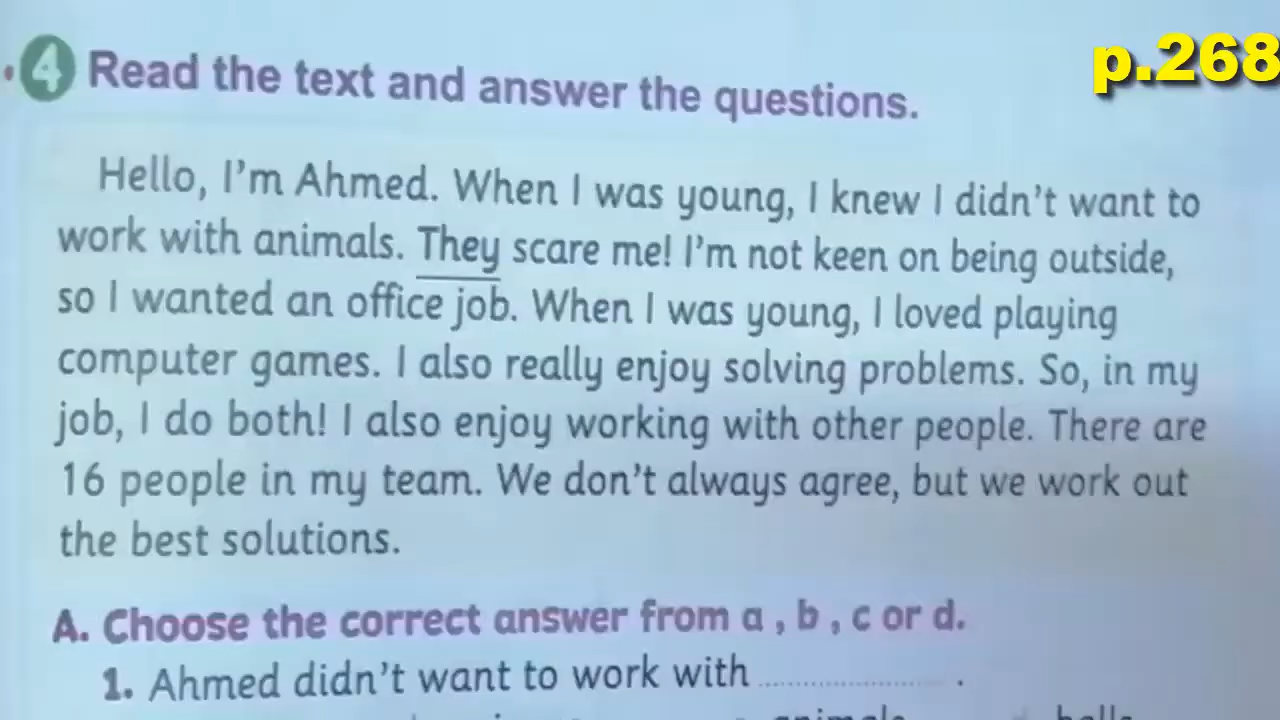 p.268
4 Read the text and answer the questions.
Hello, I'm Ahmed. When I was young, I knew I didn't want to
work with animals. They scare me! I'm not keen on being outside,
so I wanted an office job. When I was young, I loved playing
computer games. I also really enjoy solving problems. So, in my
job, I do both! I also enjoy working with other people. There are
16 people in my team. We don't always agree, but we work out
the best solutions.
A. Choose the correct answer from a , b , c or d.
1. Ahmed didn't want to work with .................... .
animals